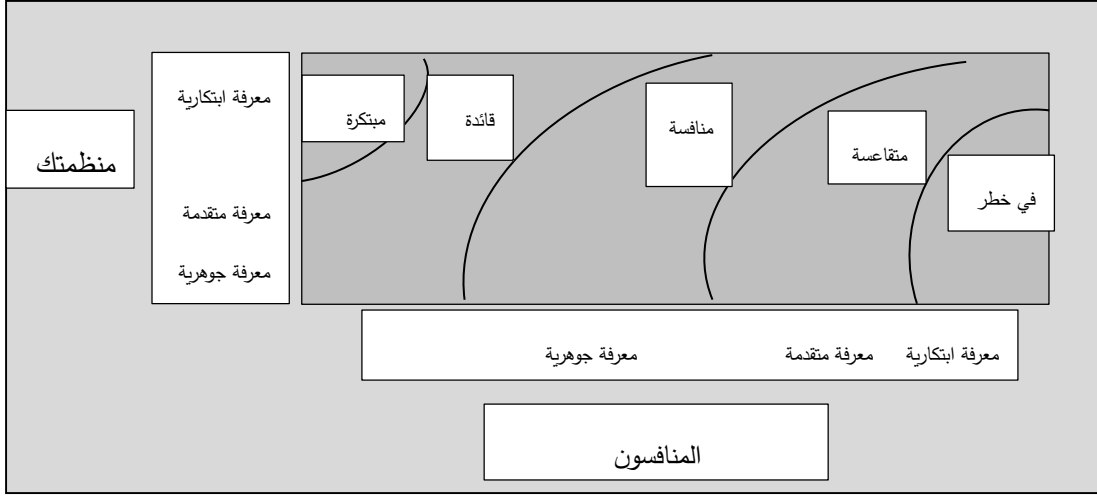 معرفة ابتكارية
مبتكرة
قائدة
منافسة
متقاعسة
في خطر
منظمتك
معرفة متقدمة
معرفة جوهرية
معرفة جوهرية
معرفة متقدمة
معرفة ابتكارية
المنافسون